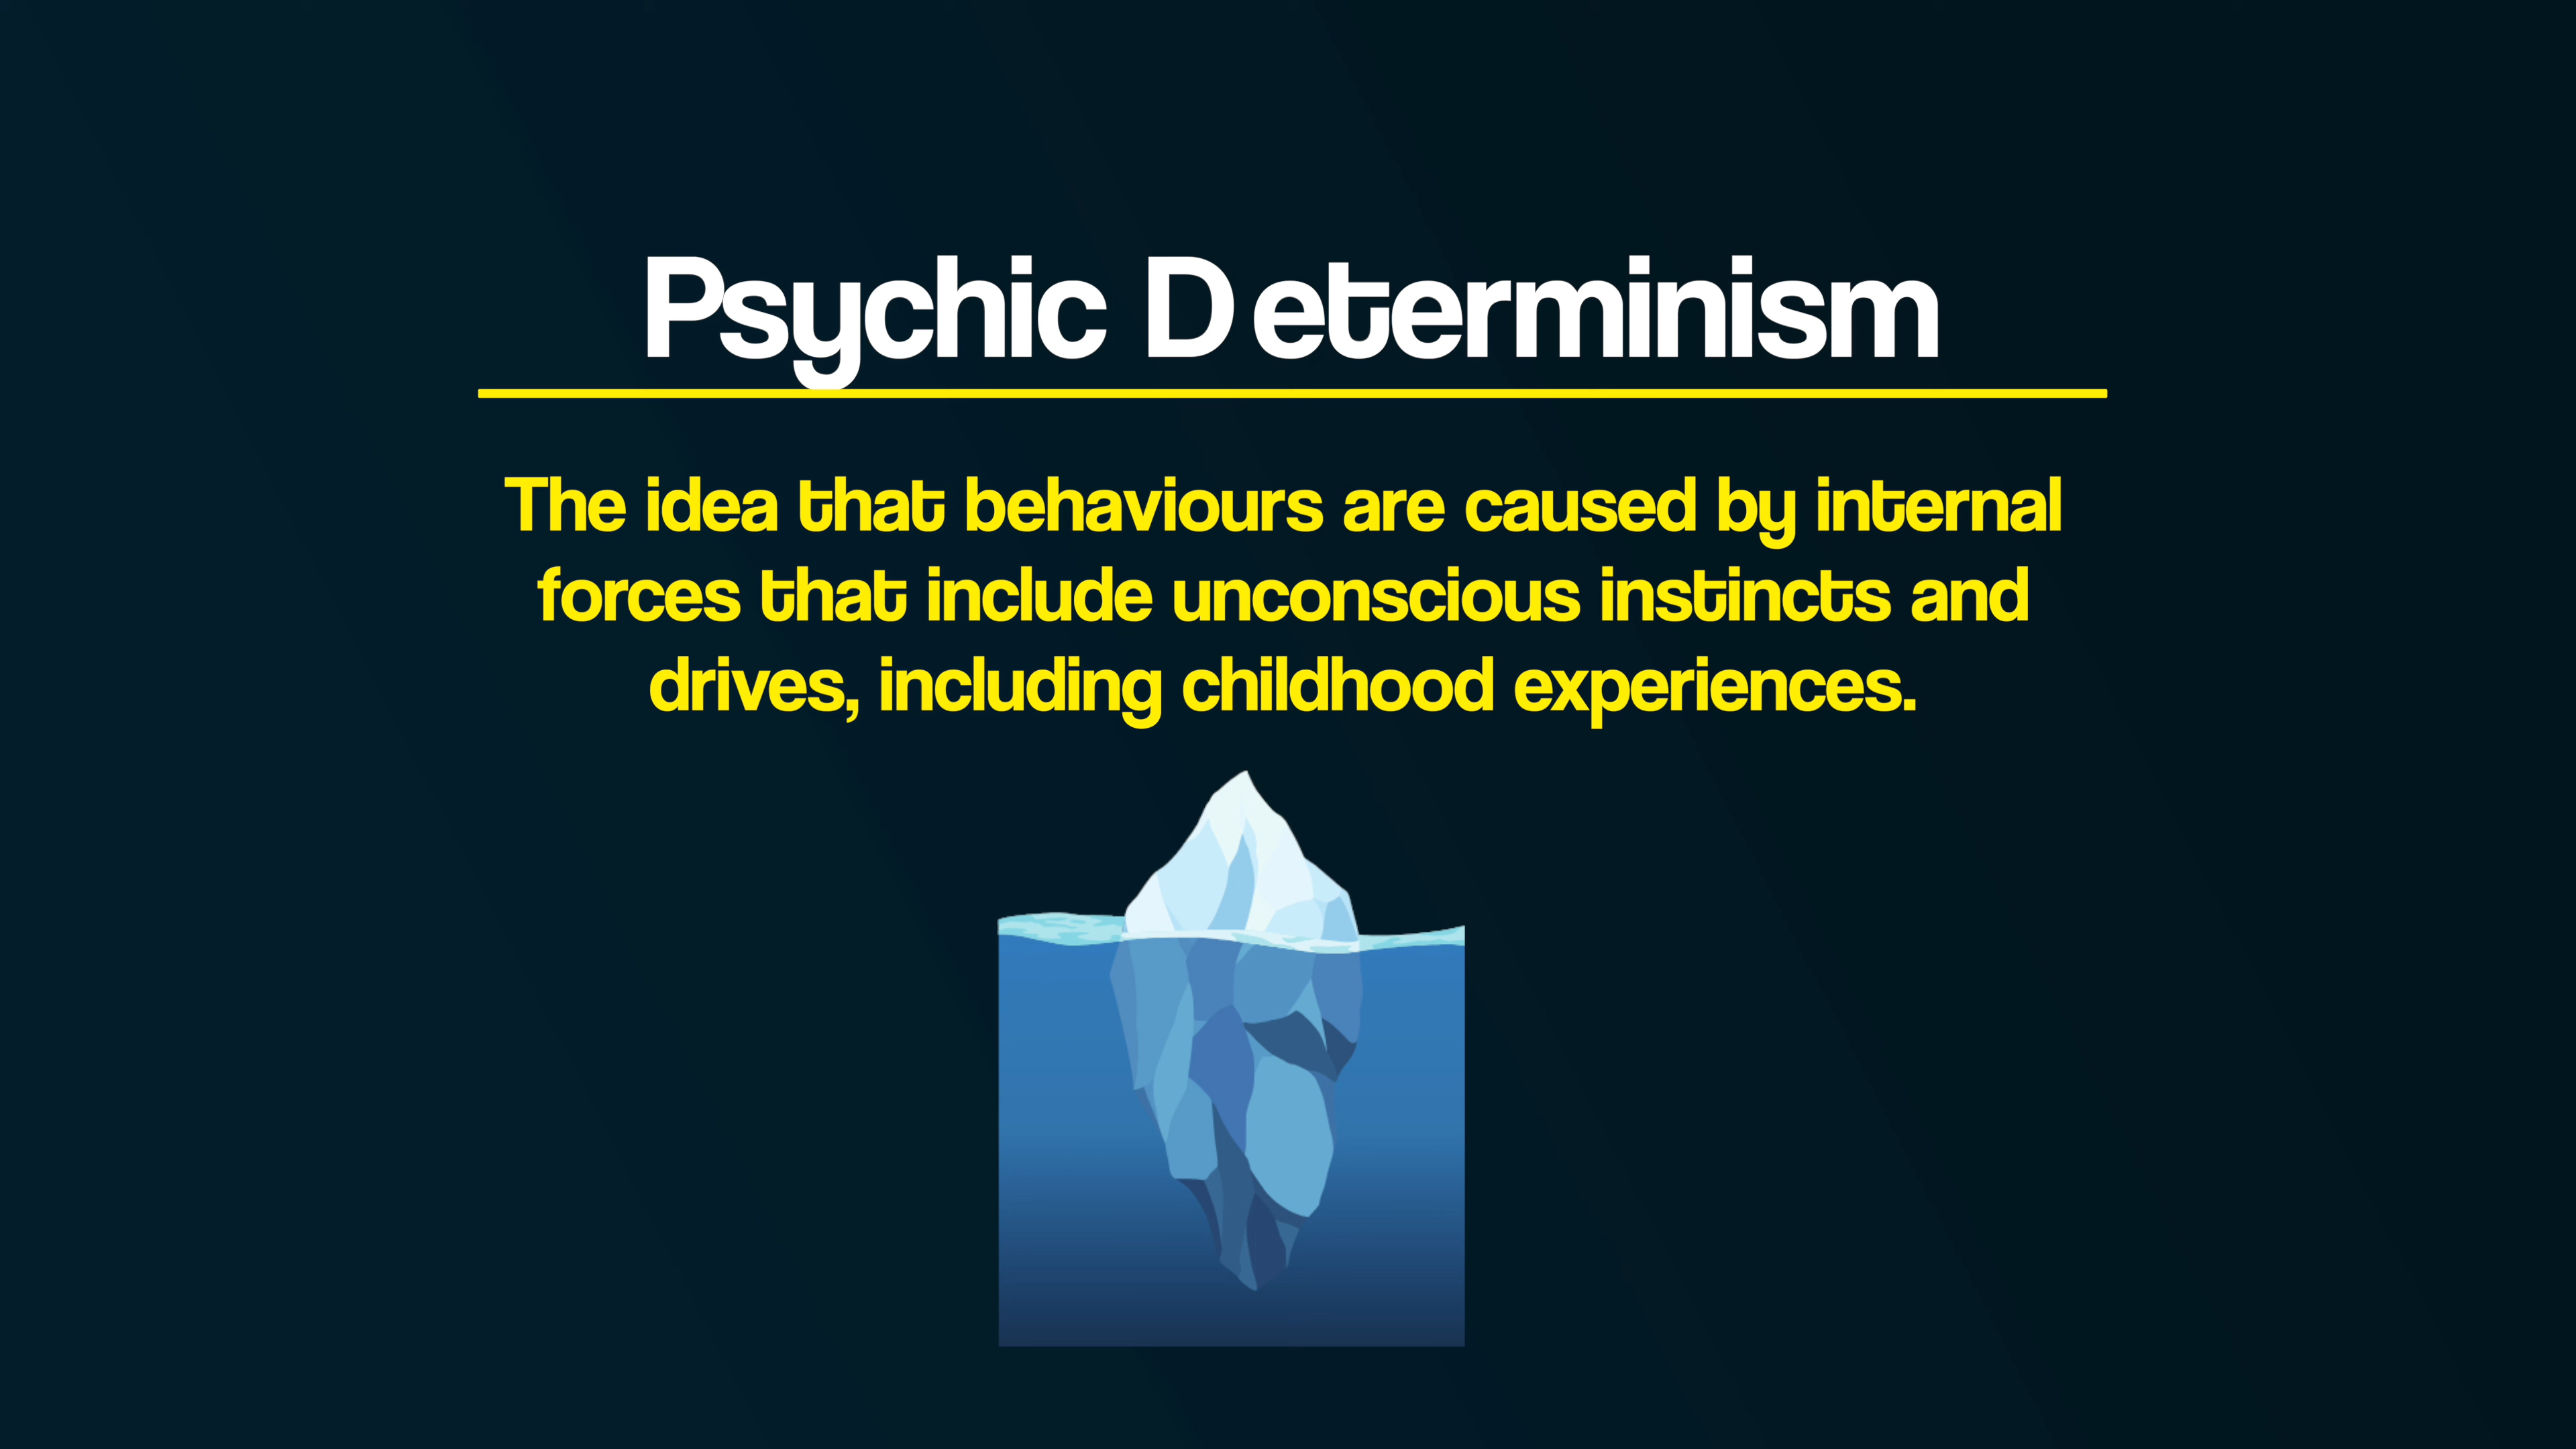 Psychic Determinism
The idea that behaviours are caused by internal
forces that include unconscious instincts and
drives, including childhood experiences.